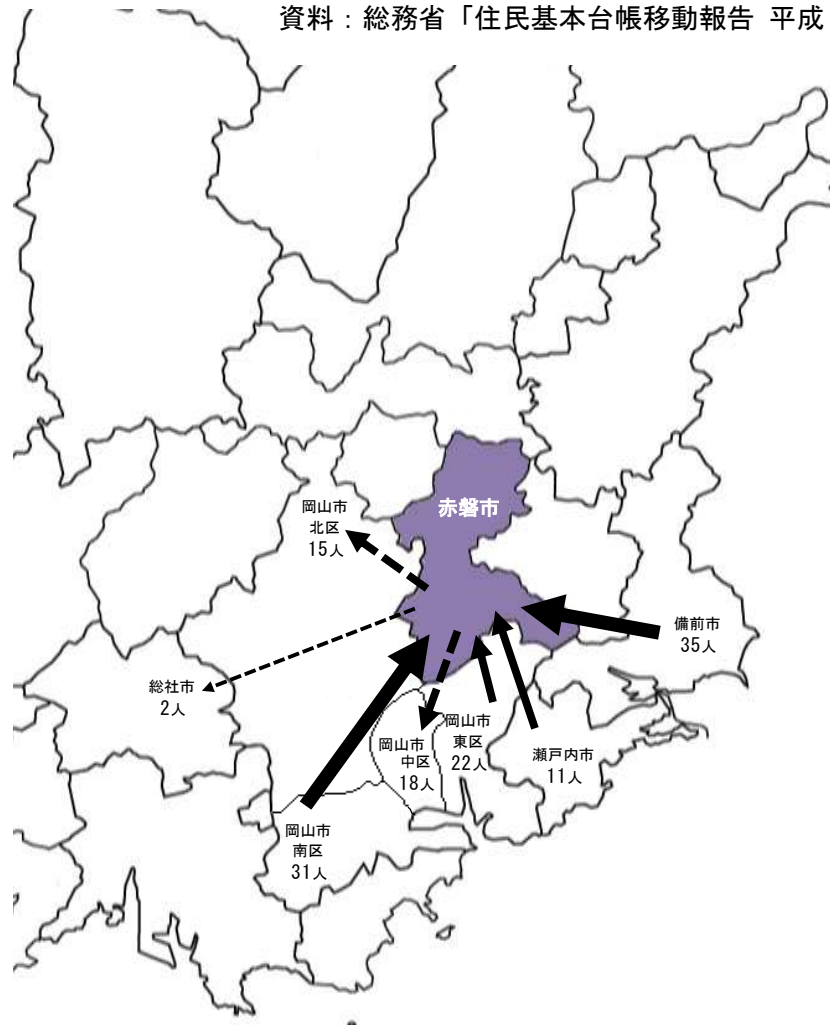 資料：総務省「住民基本台帳移動報告 平成
岡山市
北区
15人
赤磐市
備前市
35人
総社市
2人
岡山市
中区
18人
岡山市
東区
22人
瀬戸内市
11人
岡山市
南区
31人